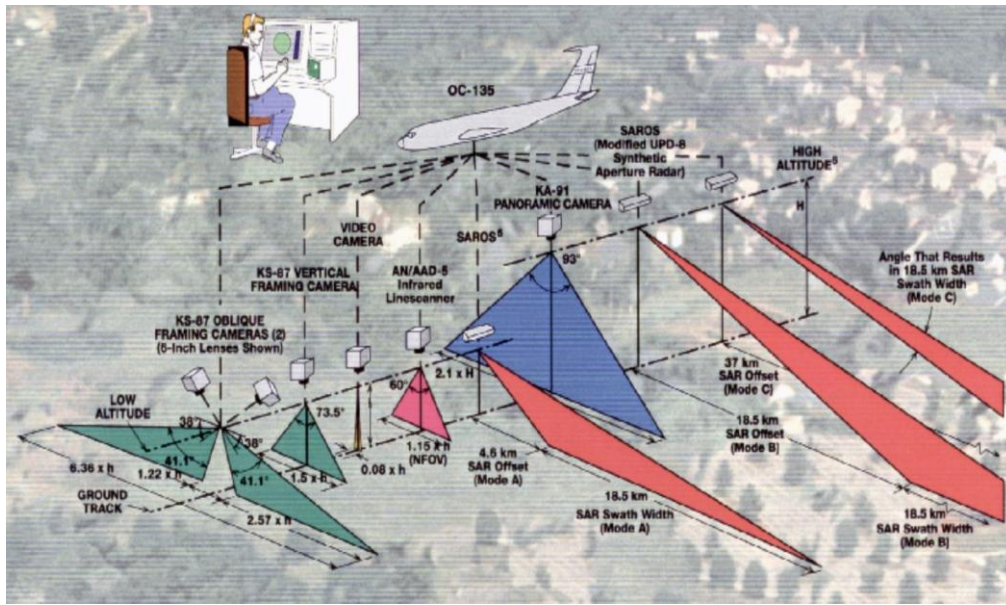 OC-135
SAROS
(Modified UPD-8
Synthetic
Aperture Radar)
HIGH
ALTITUDE⁵
H
KA-91
PANORAMIC CAMERA
VIDEO
CAMERA
SAROS⁵
93°
KS-87 VERTICAL
FRAMING CAMERA
AN/AAD-5
Infrared
Linescanner
Angle That Results
in 18.5 km SAR
Swath Width
(Mode C)
KS-87 OBLIQUE
FRAMING CAMERAS (2)
(6-Inch Lenses Shown)
2.1 x H
37 km
SAR Offset
(Mode C)
LOW
ALTITUDE
38°
38°
73.5°
60°
18.5 km
SAR Offset
(Mode B)
6.36 x h
1.22 x h
41.1°
41.1°
1.5 x h
0.08 x h
1.15 x h
(NFOV)
4.6 km
SAR Offset
(Mode A)
GROUND
TRACK
2.57 x h
18.5 km
SAR Swath Width
(Mode A)
18.5 km
SAR Swath Width
(Mode B)